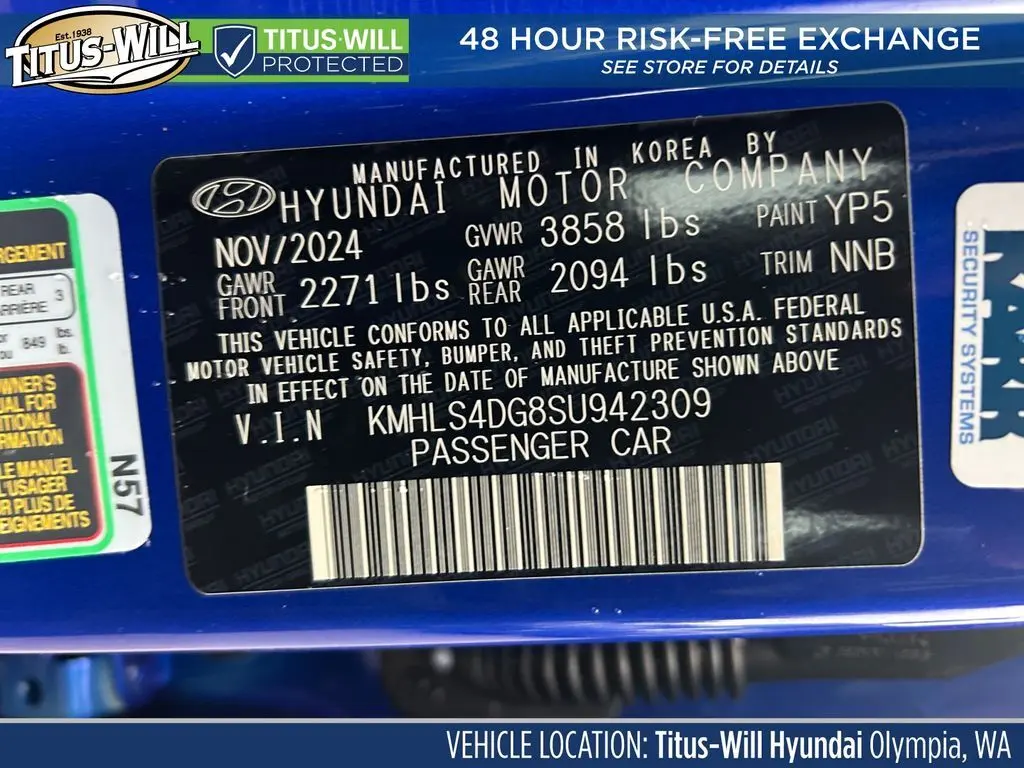 Est. 1938
TITUS-WILL
TITUS-WILL
PROTECTED
48 HOUR RISK-FREE EXCHANGE
SEE STORE FOR DETAILS
MANUFACTURED IN KOREA BY
HYUNDAI MOTOR COMPANY
NOV/2024 GVWR 3858 lbs PAINT YP5
GAWR FRONT 2271 lbs GAWR REAR 2094 lbs TRIM NNB
THIS VEHICLE CONFORMS TO ALL APPLICABLE U.S.A. FEDERAL
MOTOR VEHICLE SAFETY, BUMPER, AND THEFT PREVENTION STANDARDS
IN EFFECT ON THE DATE OF MANUFACTURE SHOWN ABOVE
V.I.N KMHLS4DG8SU942309
PASSENGER CAR
REAR 3
849 lbs.
lb.
OWNER'S
FOR
LE MANUEL
L'USAGER
PLUS DE
N57
SECURITY SYSTEMS
VEHICLE LOCATION: Titus-Will Hyundai Olympia, WA